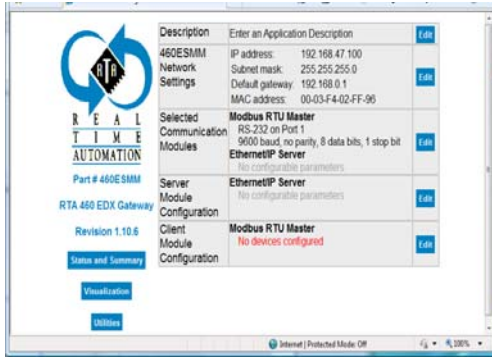 RTA
REAL
TIME
AUTOMATION
Part # 460ESMM
RTA 460 EDX Gateway
Revision 1.10.6
Status and Summary
Visualization
Utilities
Description
Enter an Application Description
Edit
460ESMM
Network
Settings
IP address: 192.168.47.100
Subnet mask: 255.255.255.0
Default gateway: 192.168.0.1
MAC address: 00-03-F4-02-FF-96
Edit
Selected
Communication
Modules
Modbus RTU Master
RS-232 on Port 1
9600 baud, no parity, 8 data bits, 1 stop bit
Ethernet/IP Server
No configurable parameters
Edit
Server
Module
Configuration
Ethernet/IP Server
No configurable parameters
Edit
Client
Module
Configuration
Modbus RTU Master
No devices configured
Edit
Internet | Protected Mode: Off
100%